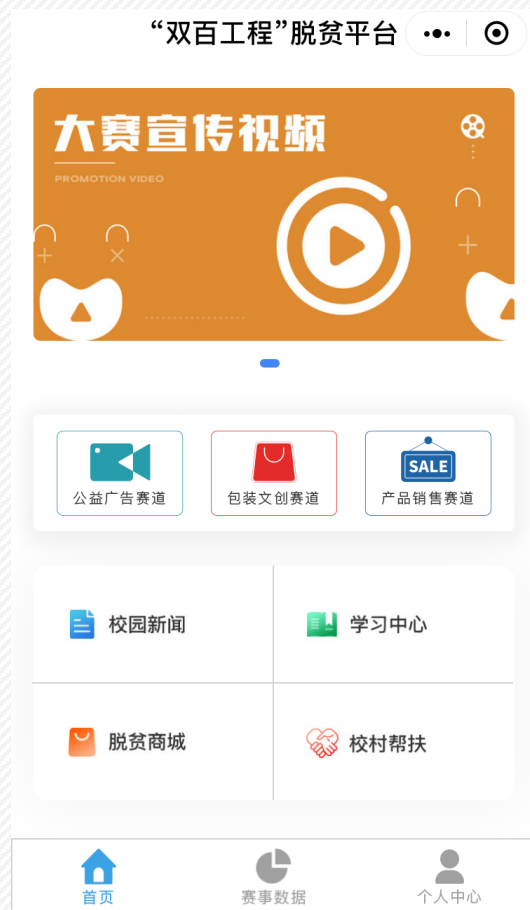 “双百工程”脱贫平台
大赛宣传视频
PROMOTION VIDEO
公益广告赛道
包装文创赛道
SALE
产品销售赛道
校园新闻
学习中心
脱贫商城
校村帮扶
首页
赛事数据
个人中心